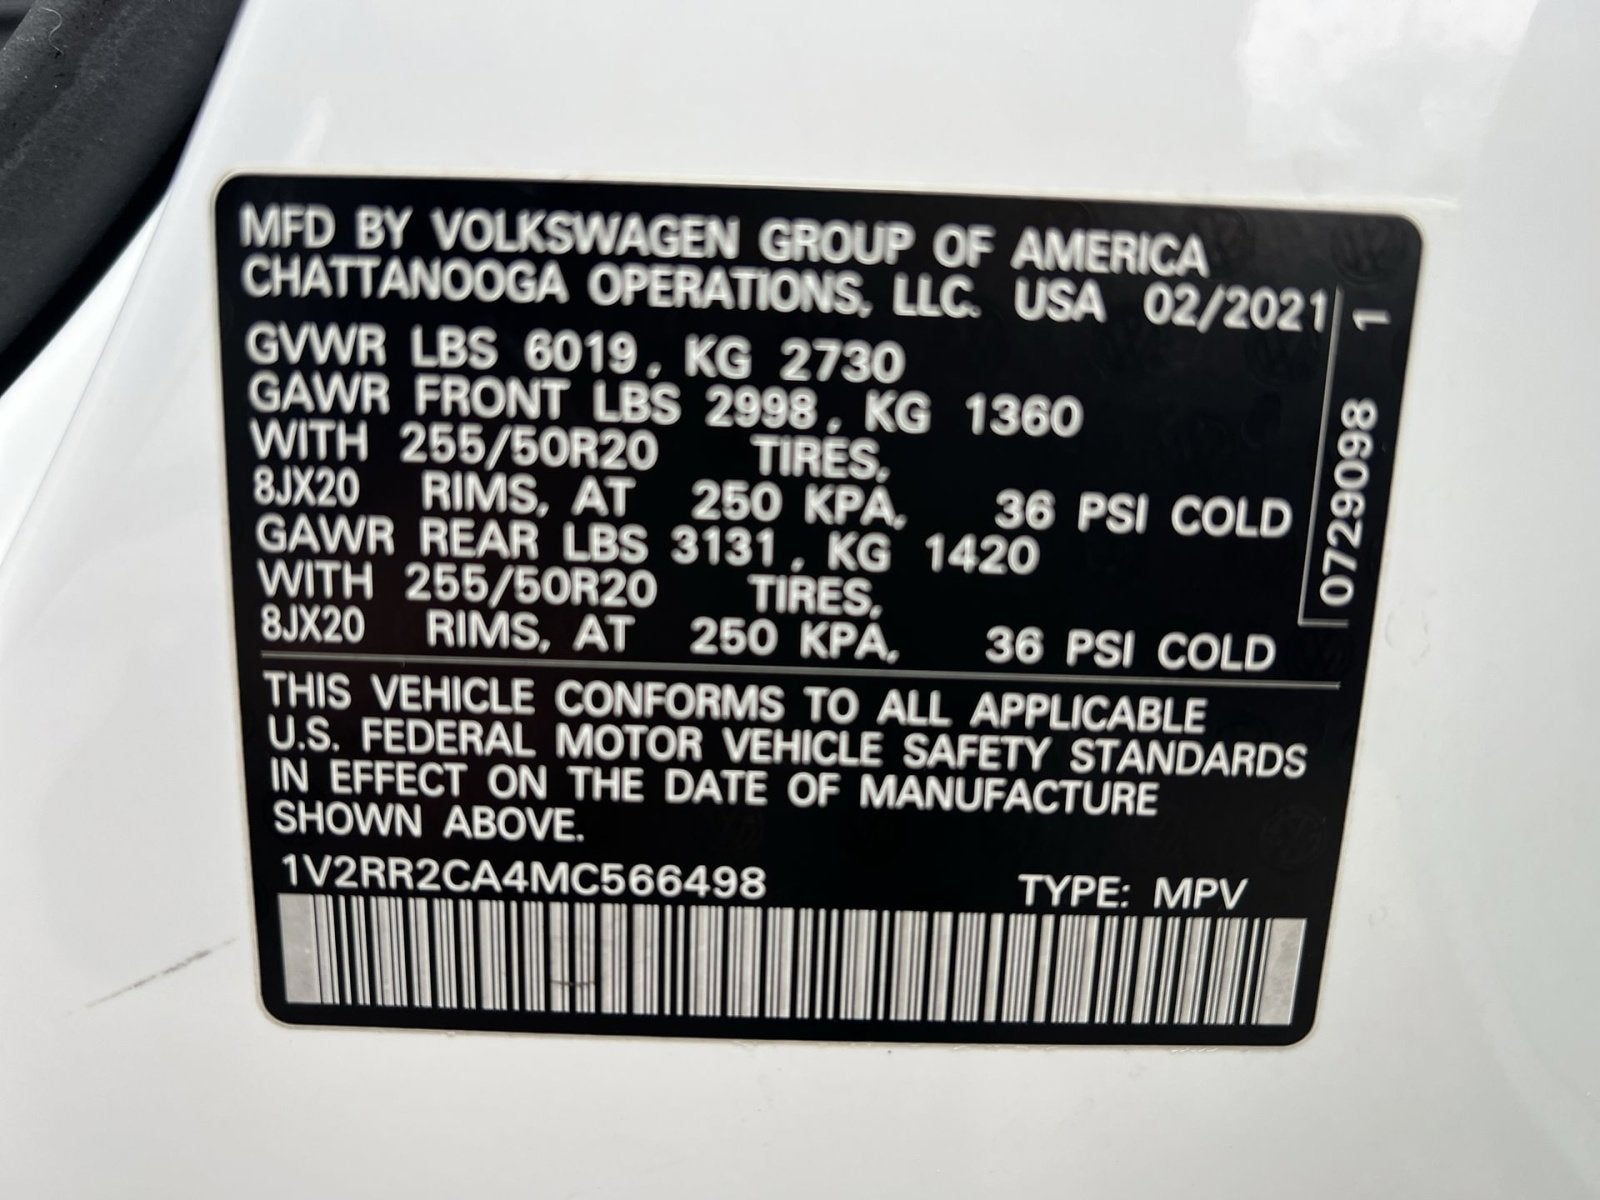 MFD BY VOLKSWAGEN GROUP OF AMERICA
CHATTANOOGA OPERATIONS, LLC. USA 02/2021
GVWR LBS 6019, KG 2730
GAWR FRONT LBS 2998, KG 1360
WITH 255/50R20 TIRES,
8JX20 RIMS, AT 250 KPA, 36 PSI COLD
GAWR REAR LBS 3131, KG 1420
WITH 255/50R20 TIRES,
8JX20 RIMS, AT 250 KPA, 36 PSI COLD
0729098 1
THIS VEHICLE CONFORMS TO ALL APPLICABLE
U.S. FEDERAL MOTOR VEHICLE SAFETY STANDARDS
IN EFFECT ON THE DATE OF MANUFACTURE
SHOWN ABOVE.
1V2RR2CA4MC566498 TYPE: MPV